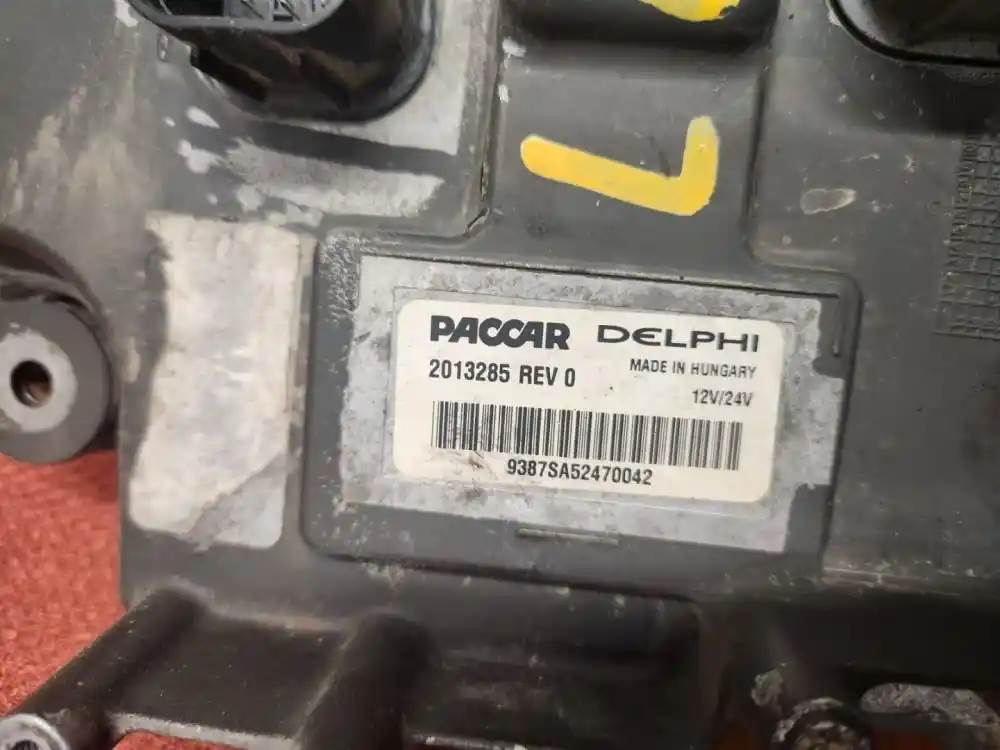 PACCAR DELPHI
2013285 REV 0
MADE IN HUNGARY
12V/24V
9387SA52470042